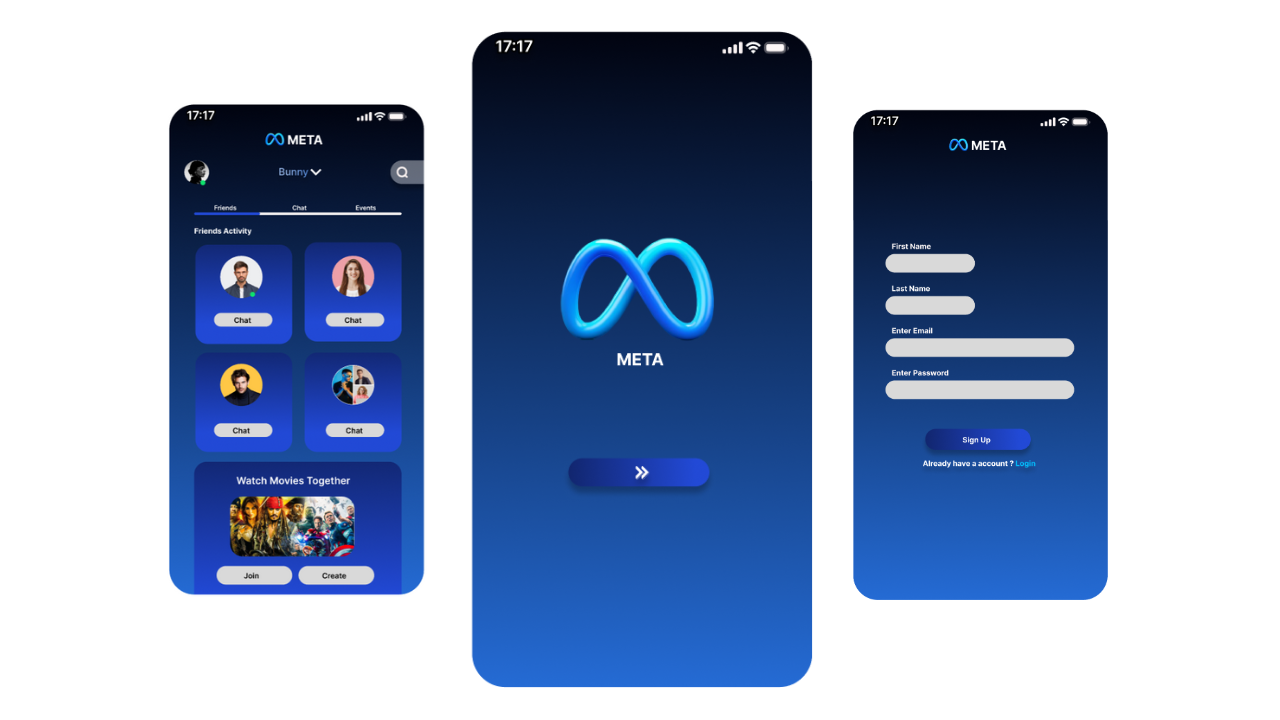 17:17
META
Bunny
Friends Chat Events
Friends Activity
Chat Chat
Chat Chat
Watch Movies Together
Join Create
17:17
META
17:17
META
First Name
Last Name
Enter Email
Enter Password
Sign Up
Already have a account ? Login